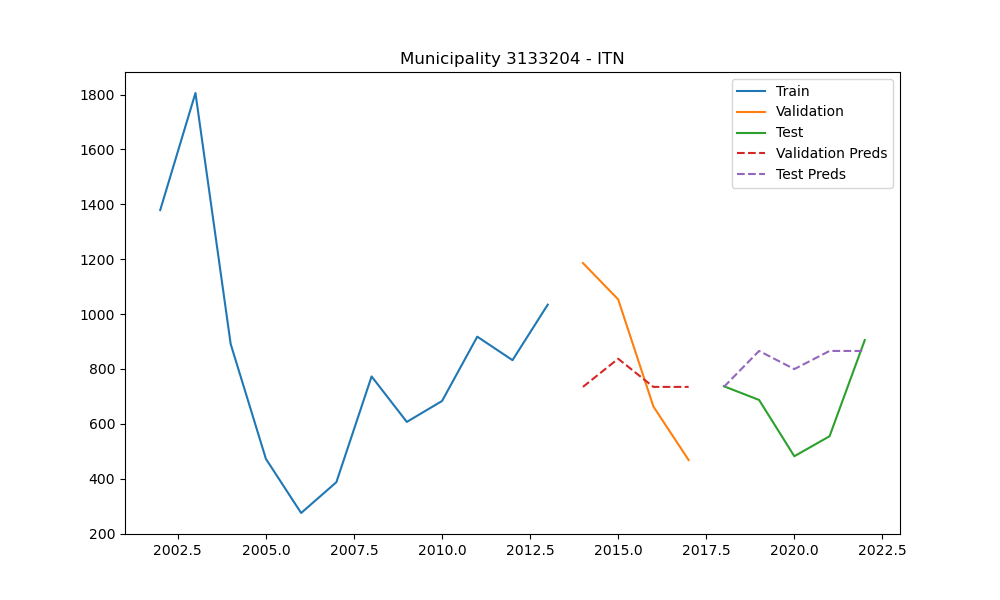 Municipality 3133204 - ITN
1800
1600
1400
1200
1000
800
600
400
200
Train
Validation
Test
Validation Preds
Test Preds
2002.5 2005.0 2007.5 2010.0 2012.5 2015.0 2017.5 2020.0 2022.5